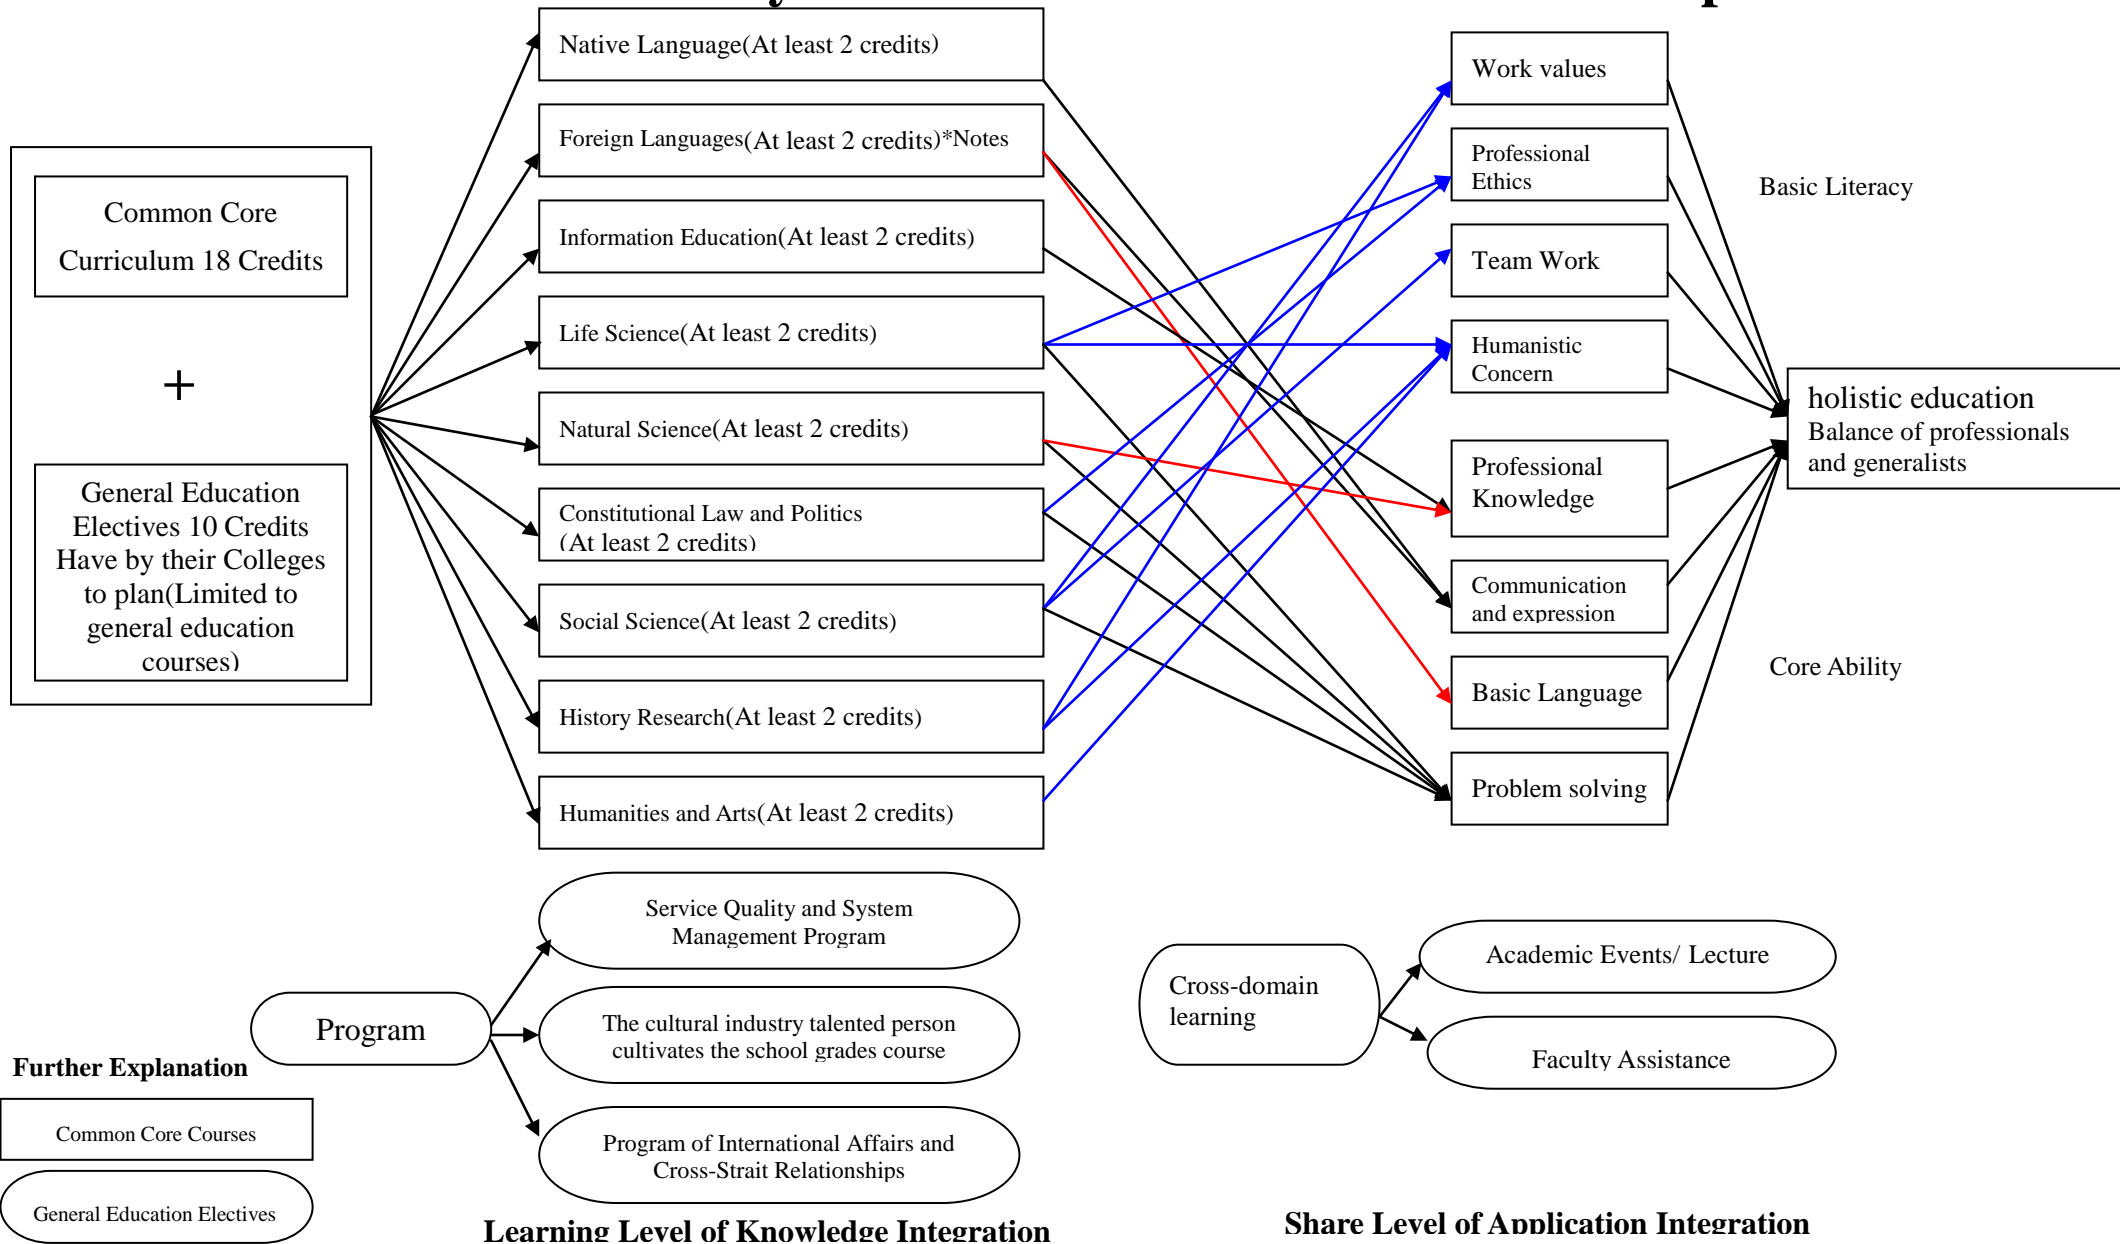 Native Language(At least 2 credits)
Foreign Languages(At least 2 credits)*Notes
Information Education(At least 2 credits)
Life Science(At least 2 credits)
Natural Science(At least 2 credits)
Constitutional Law and Politics
(At least 2 credits)
Social Science(At least 2 credits)
History Research(At least 2 credits)
Humanities and Arts(At least 2 credits)
Common Core
Curriculum 18 Credits
+
General Education
Electives 10 Credits
Have by their Colleges
to plan(Limited to
general education
courses)
Work values
Professional
Ethics
Team Work
Humanistic
Concern
Professional
Knowledge
Communication
and expression
Basic Language
Problem solving
Basic Literacy
Core Ability
holistic education
Balance of professionals
and generalists
Program
Service Quality and System
Management Program
The cultural industry talented person
cultivates the school grades course
Program of International Affairs and
Cross-Strait Relationships
Cross-domain
learning
Academic Events/ Lecture
Faculty Assistance
Further Explanation
Common Core Courses
General Education Electives
Learning Level of Knowledge Integration
Share Level of Application Integration